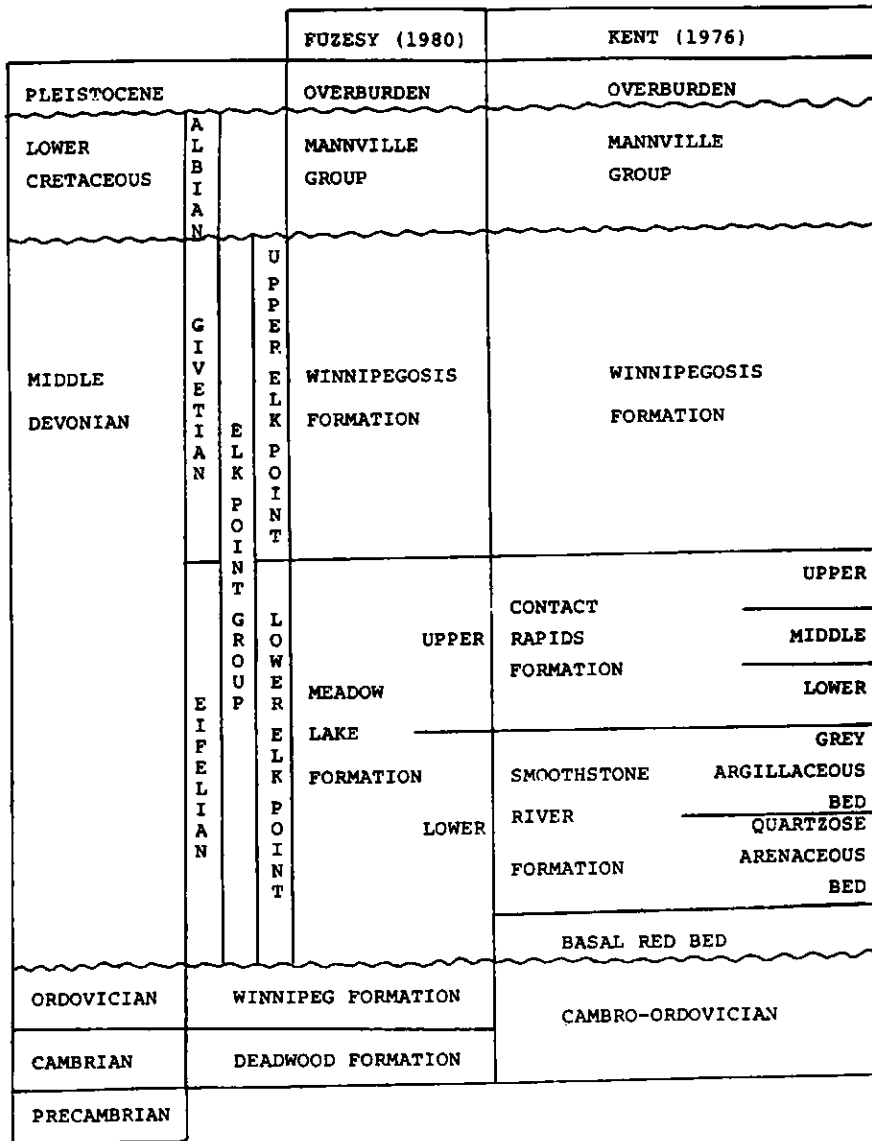 FUZESY (1980)
KENT (1976)
PLEISTOCENE
OVERBURDEN
OVERBURDEN
LOWER
CRETACEOUS
ALBIAN
MANNVILLE
GROUP
MANNVILLE
GROUP
MIDDLE
DEVONIAN
GIVETIAN
EIFELIAN
ELK POINT GROUP
UPPER ELK POINT
LOWER ELK POINT
WINNIPEGOSIS
FORMATION
WINNIPEGOSIS
FORMATION
MEADOW
LAKE
FORMATION
UPPER
LOWER
CONTACT
RAPIDS
FORMATION
UPPER
MIDDLE
LOWER
SMOOTHSTONE
RIVER
FORMATION
GREY
ARGILLACEOUS
BED
QUARTZOSE
ARENACEOUS
BED
BASAL RED BED
ORDOVICIAN
WINNIPEG FORMATION
CAMBRO-ORDOVICIAN
CAMBRIAN
DEADWOOD FORMATION
PRECAMBRIAN